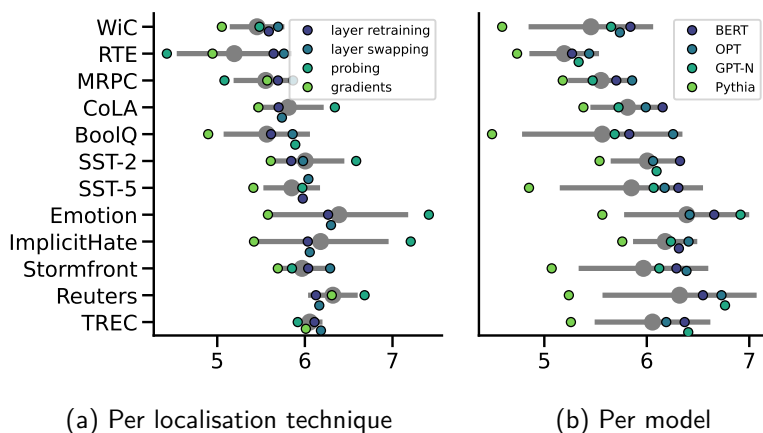 WiC
RTE
MRPC
CoLA
BoolQ
SST-2
SST-5
Emotion
ImplicitHate
Stormfront
Reuters
TREC
layer retraining
layer swapping
probing
gradients
5 6 7
(a) Per localisation technique
BERT
OPT
GPT-N
Pythia
5 6 7
(b) Per model